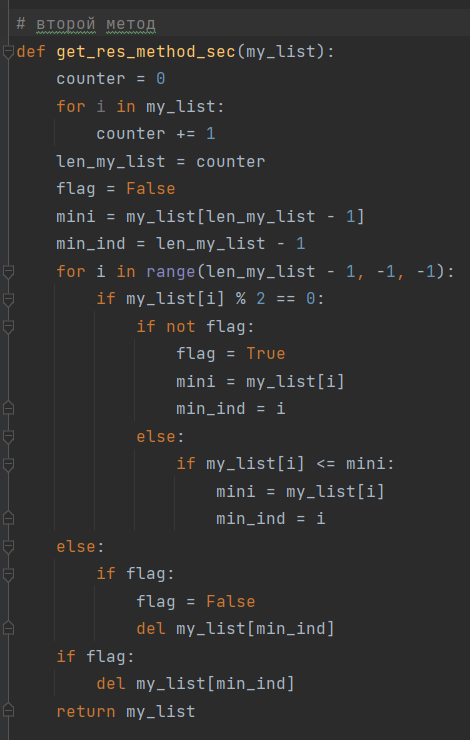 # второй метод
def get_res_method_sec(my_list):
    counter = 0
    for i in my_list:
        counter += 1
    len_my_list = counter
    flag = False
    mini = my_list[len_my_list - 1]
    min_ind = len_my_list - 1
    for i in range(len_my_list - 1, -1, -1):
        if my_list[i] % 2 == 0:
            if not flag:
                flag = True
                mini = my_list[i]
                min_ind = i
            else:
                if my_list[i] <= mini:
                    mini = my_list[i]
                    min_ind = i
    else:
        if flag:
            flag = False
            del my_list[min_ind]
    if flag:
        del my_list[min_ind]
    return my_list